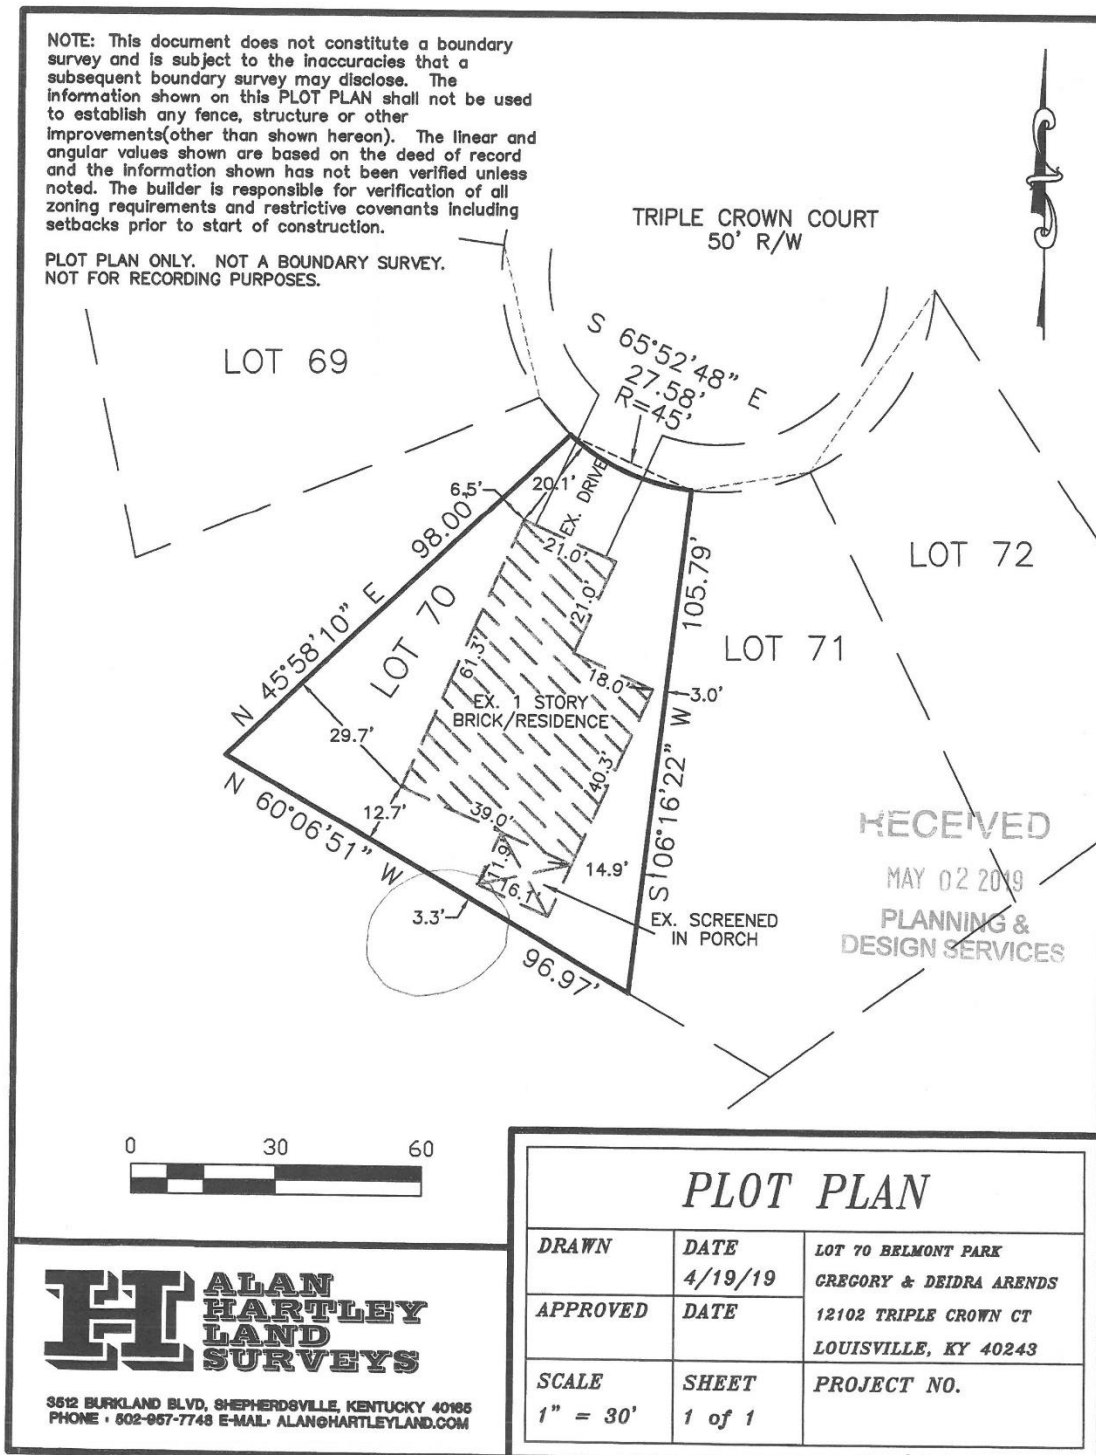 NOTE: This document does not constitute a boundary
survey and is subject to the inaccuracies that a
subsequent boundary survey may disclose. The
information shown on this PLOT PLAN shall not be used
to establish any fence, structure or other
improvements(other than shown hereon). The linear and
angular values shown are based on the deed of record
and the information shown has not been verified unless
noted. The builder is responsible for verification of all
zoning requirements and restrictive covenants including
setbacks prior to start of construction.
PLOT PLAN ONLY. NOT A BOUNDARY SURVEY.
NOT FOR RECORDING PURPOSES.
TRIPLE CROWN COURT
50' R/W
LOT 69
S 65°52'48" E
27.58'
R=45'
6.5'
20.1'
EX. DRIVE
98.00'
21.0'
LOT 72
N 45°58'10" E
LOT 70
21.0'
105.79'
LOT 71
61.3'
18.0'
3.0'
EX. 1 STORY
BRICK/RESIDENCE
29.7'
40.3'
S 06°16'22" W
12.7'
39.0'
N 60°06'51" W
11.9'
16.1'
14.9'
3.3'
EX. SCREENED
IN PORCH
96.97'
RECEIVED
MAY 02 2019
PLANNING &
DESIGN SERVICES
0 30 60
PLOT PLAN
DRAWN
DATE
4/19/19
LOT 70 BELMONT PARK
GREGORY & DEIDRA ARENDS
12102 TRIPLE CROWN CT
LOUISVILLE, KY 40243
APPROVED
DATE
SCALE
1" = 30'
SHEET
1 of 1
PROJECT NO.
H
ALAN
HARTLEY
LAND
SURVEYS
3512 BURKLAND BLVD, SHEPHERDSVILLE, KENTUCKY 40165
PHONE : 502-957-7748 E-MAIL: ALAN@HARTLEYLAND.COM